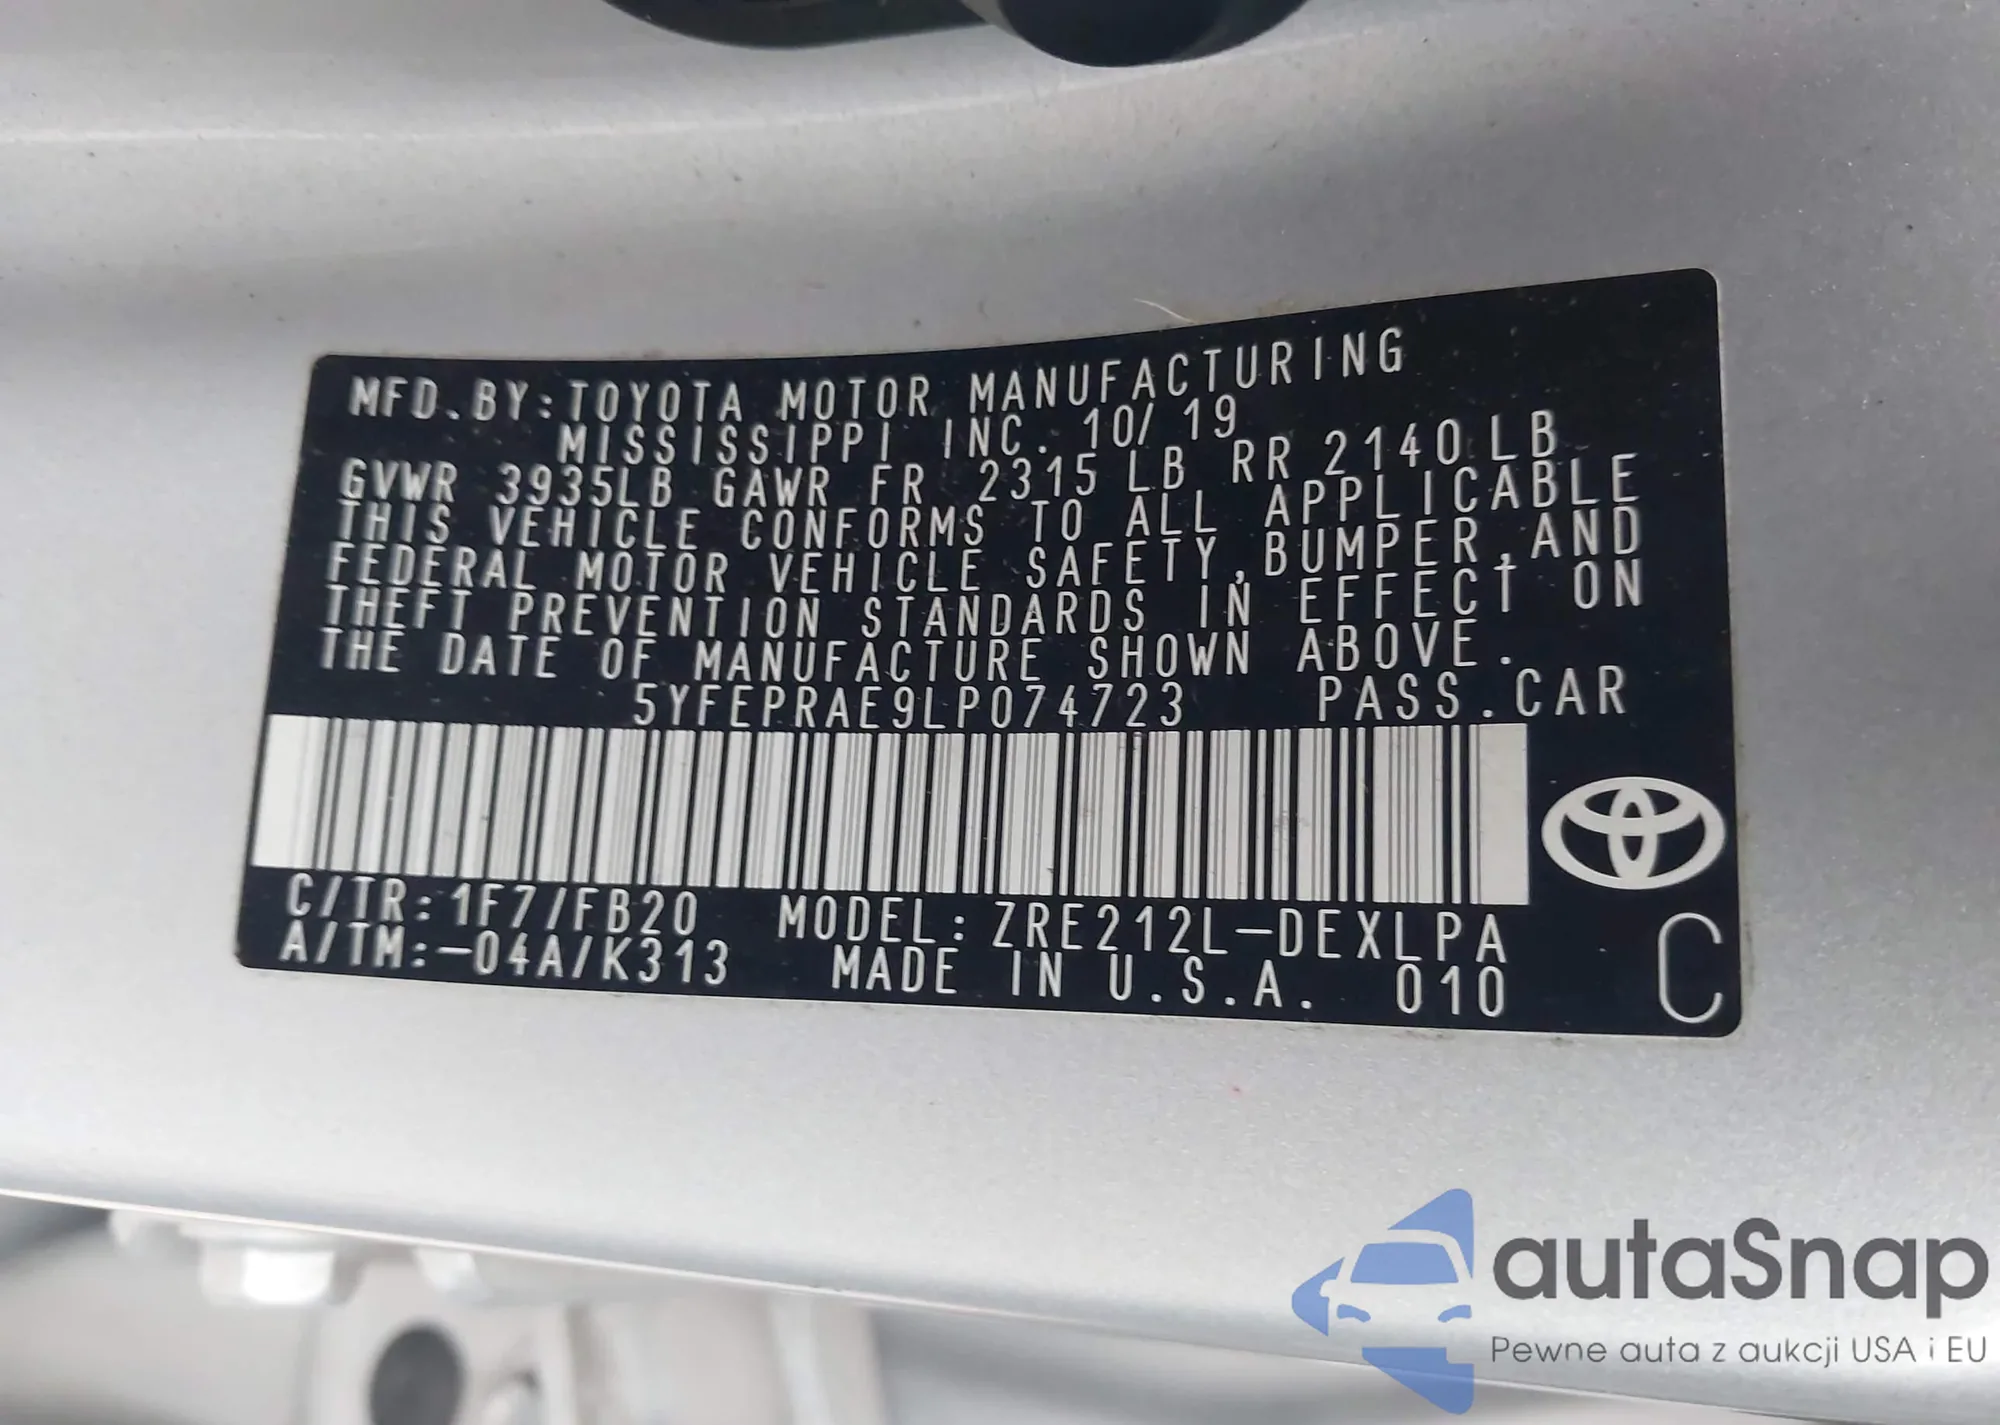 MFD. BY: TOYOTA MOTOR MANUFACTURING
MISSISSIPPI INC. 10/19
GVWR 3935LB GAWR FR 2315 LB RR 2140 LB
THIS VEHICLE CONFORMS TO ALL APPLICABLE
FEDERAL MOTOR VEHICLE SAFETY, BUMPER, AND
THEFT PREVENTION STANDARDS IN EFFECT ON
THE DATE OF MANUFACTURE SHOWN ABOVE.
5YFEPRAE9LP074723 PASS. CAR
C/TR: 1F7/FB20 MODEL: ZRE212L-DEXLPA
A/TM:-04A/K313 MADE IN U.S.A. 010
C
autaSnap
Pewne auta z aukcji USA i EU